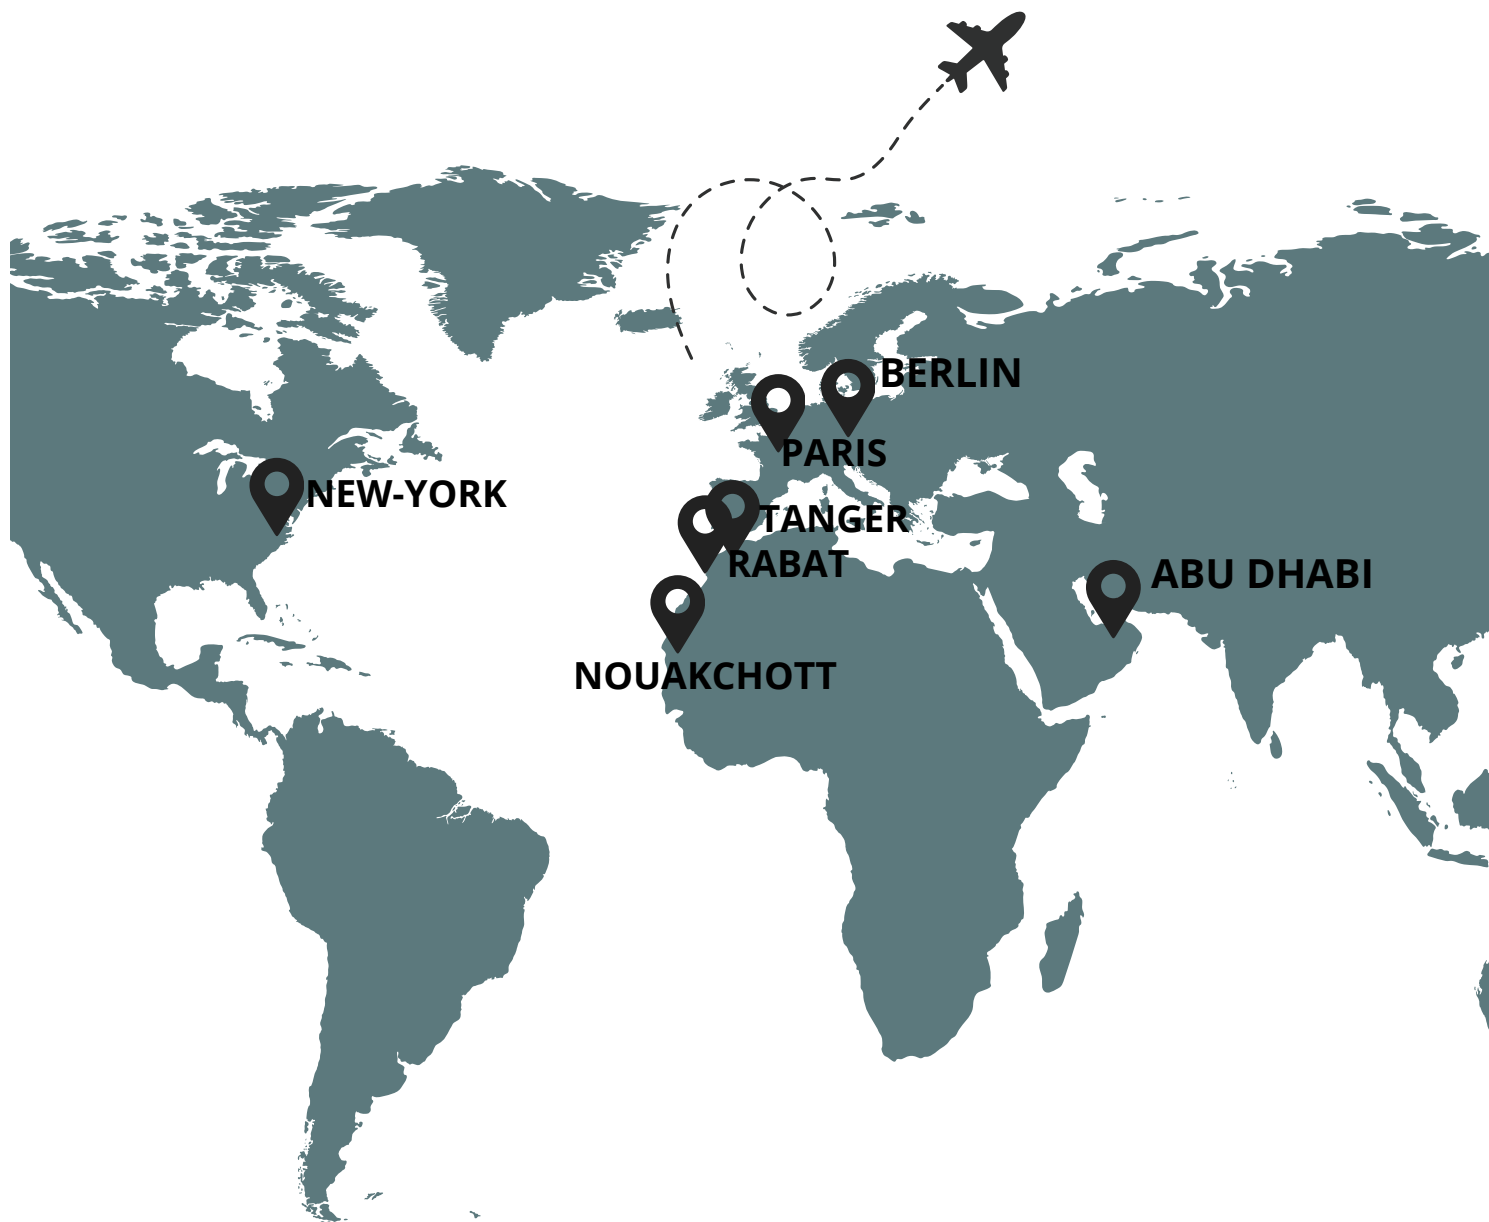 BERLIN
PARIS
NEW-YORK
TANGER
RABAT
ABU DHABI
NOUAKCHOTT